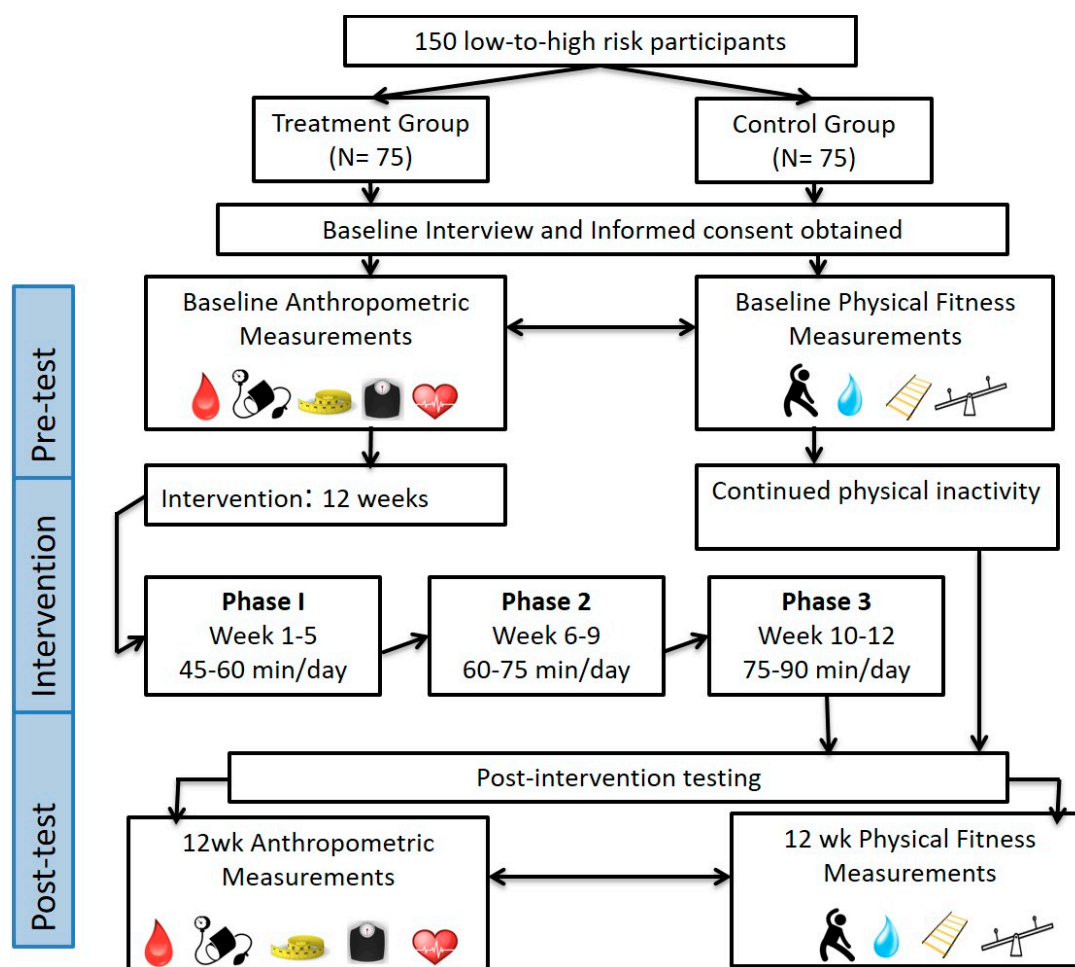 150 low-to-high risk participants
Treatment Group
(N= 75)
Control Group
(N= 75)
Baseline Interview and Informed consent obtained
Pre-test
Baseline Anthropometric
Measurements
Baseline Physical Fitness
Measurements
Intervention
Intervention: 12 weeks
Continued physical inactivity
Phase I
Week 1-5
45-60 min/day
Phase 2
Week 6-9
60-75 min/day
Phase 3
Week 10-12
75-90 min/day
Post-test
Post-intervention testing
12wk Anthropometric
Measurements
12 wk Physical Fitness
Measurements